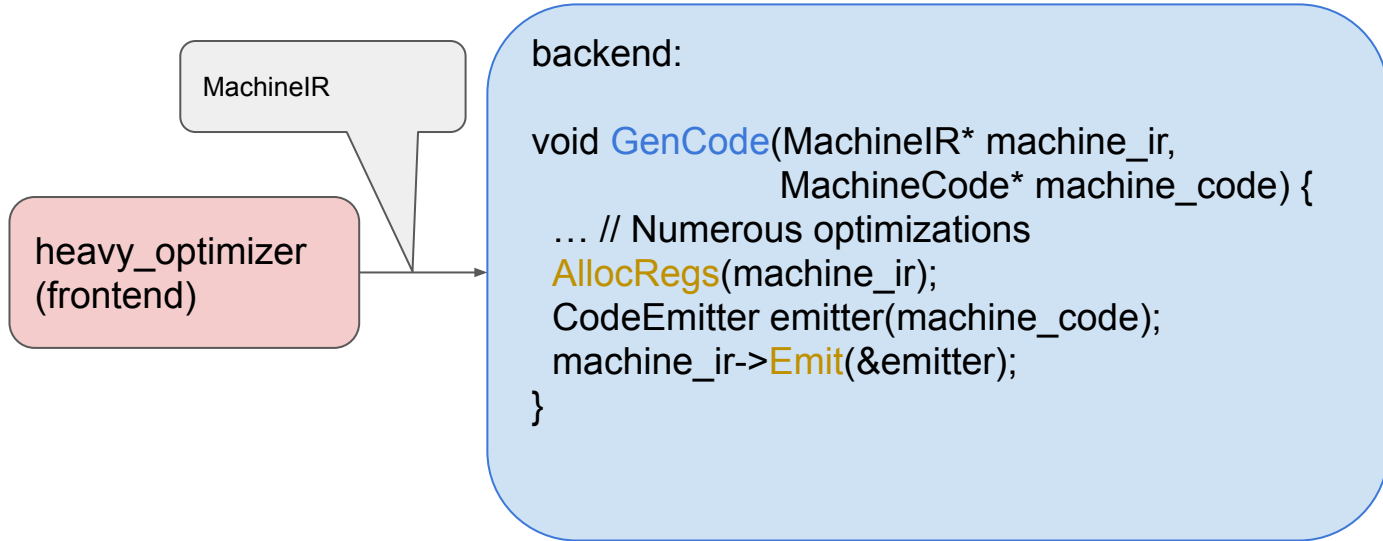 MachineIR
heavy_optimizer
(frontend)
backend:
void GenCode(MachineIR* machine_ir,
MachineCode* machine_code) {
… // Numerous optimizations
AllocRegs(machine_ir);
CodeEmitter emitter(machine_code);
machine_ir->Emit(&emitter);
}